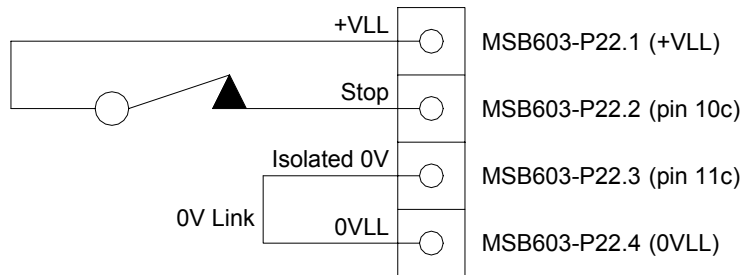 +VLL MSB603-P22.1 (+VLL)
Stop MSB603-P22.2 (pin 10c)
Isolated 0V MSB603-P22.3 (pin 11c)
0V Link
0VLL MSB603-P22.4 (0VLL)